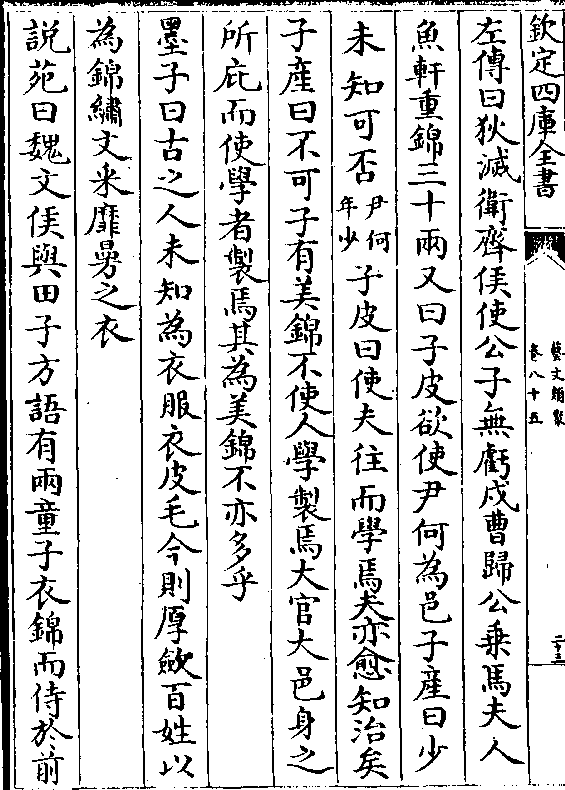 欽定四庫全書
藝文類聚
卷八十五
二十三
左傳曰狄滅衛齊侯使公子無虧戍曹歸公乗馬夫人
魚軒重錦三十兩又曰子皮欲使尹何為邑子產曰少
未知可否尹何年少子皮曰使夫往而學焉夫亦愈知治矣
子產曰不可子有美錦不使人學製焉大官大邑身之
所庇而使學者製焉其為美錦不亦多乎
墨子曰古之人未知為衣服衣皮毛今則厚斂百姓以
為錦繡文采靡曼之衣
説苑曰魏文侯與田子方語有兩童子衣錦而侍於前